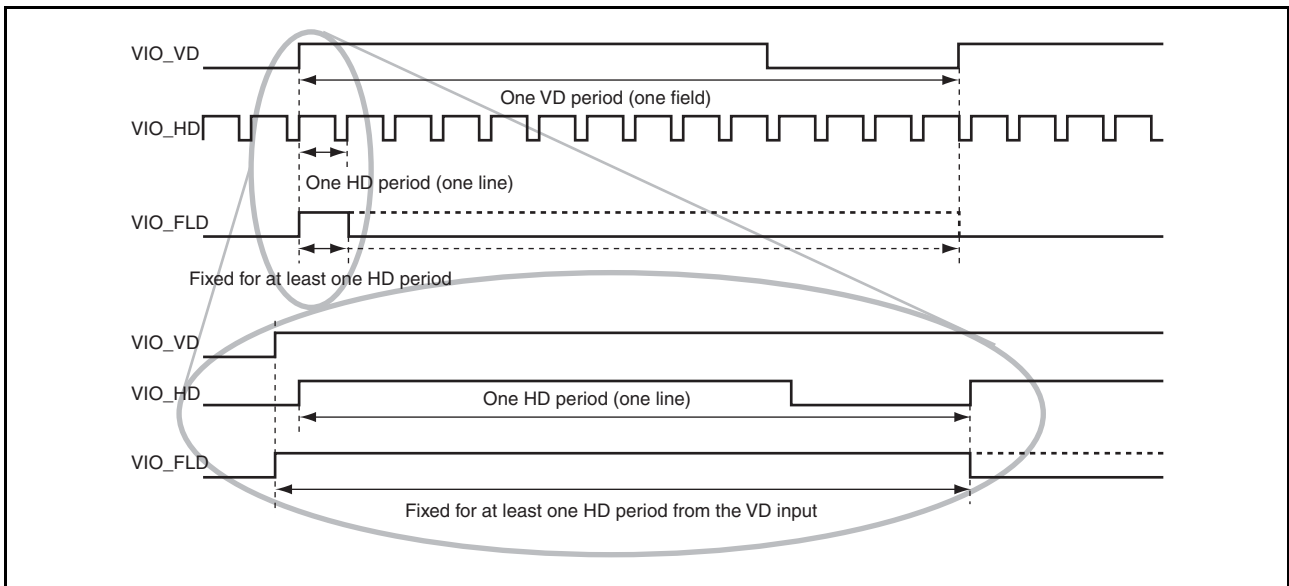 VIO_VD
One VD period (one field)
VIO_HD
One HD period (one line)
VIO_FLD
Fixed for at least one HD period
VIO_VD
VIO_HD
One HD period (one line)
VIO_FLD
Fixed for at least one HD period from the VD input